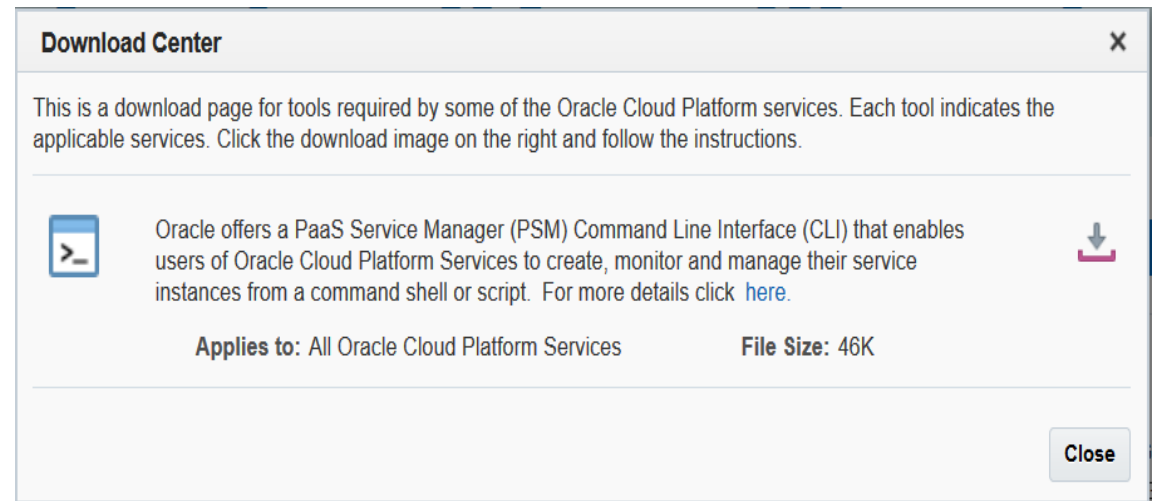 Download Center
This is a download page for tools required by some of the Oracle Cloud Platform services. Each tool indicates the
applicable services. Click the download image on the right and follow the instructions.
>_
Oracle offers a PaaS Service Manager (PSM) Command Line Interface (CLI) that enables
users of Oracle Cloud Platform Services to create, monitor and manage their service
instances from a command shell or script. For more details click here.
Applies to: All Oracle Cloud Platform Services File Size: 46K
Close